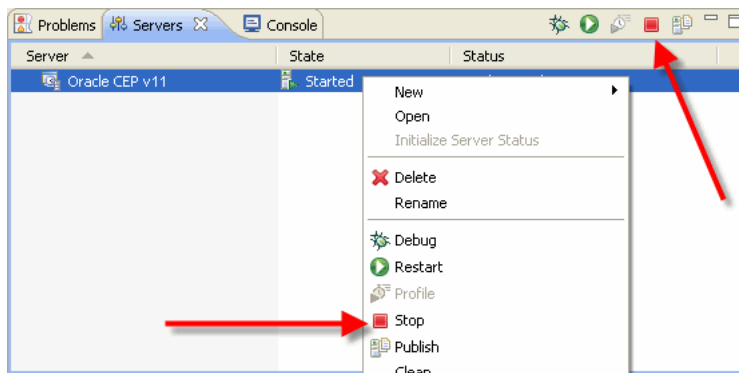 Problems Servers Console
Server State Status
Oracle CEP v11 Started
New
Open
Initialize Server Status
Delete
Rename
Debug
Restart
Profile
Stop
Publish
Clean